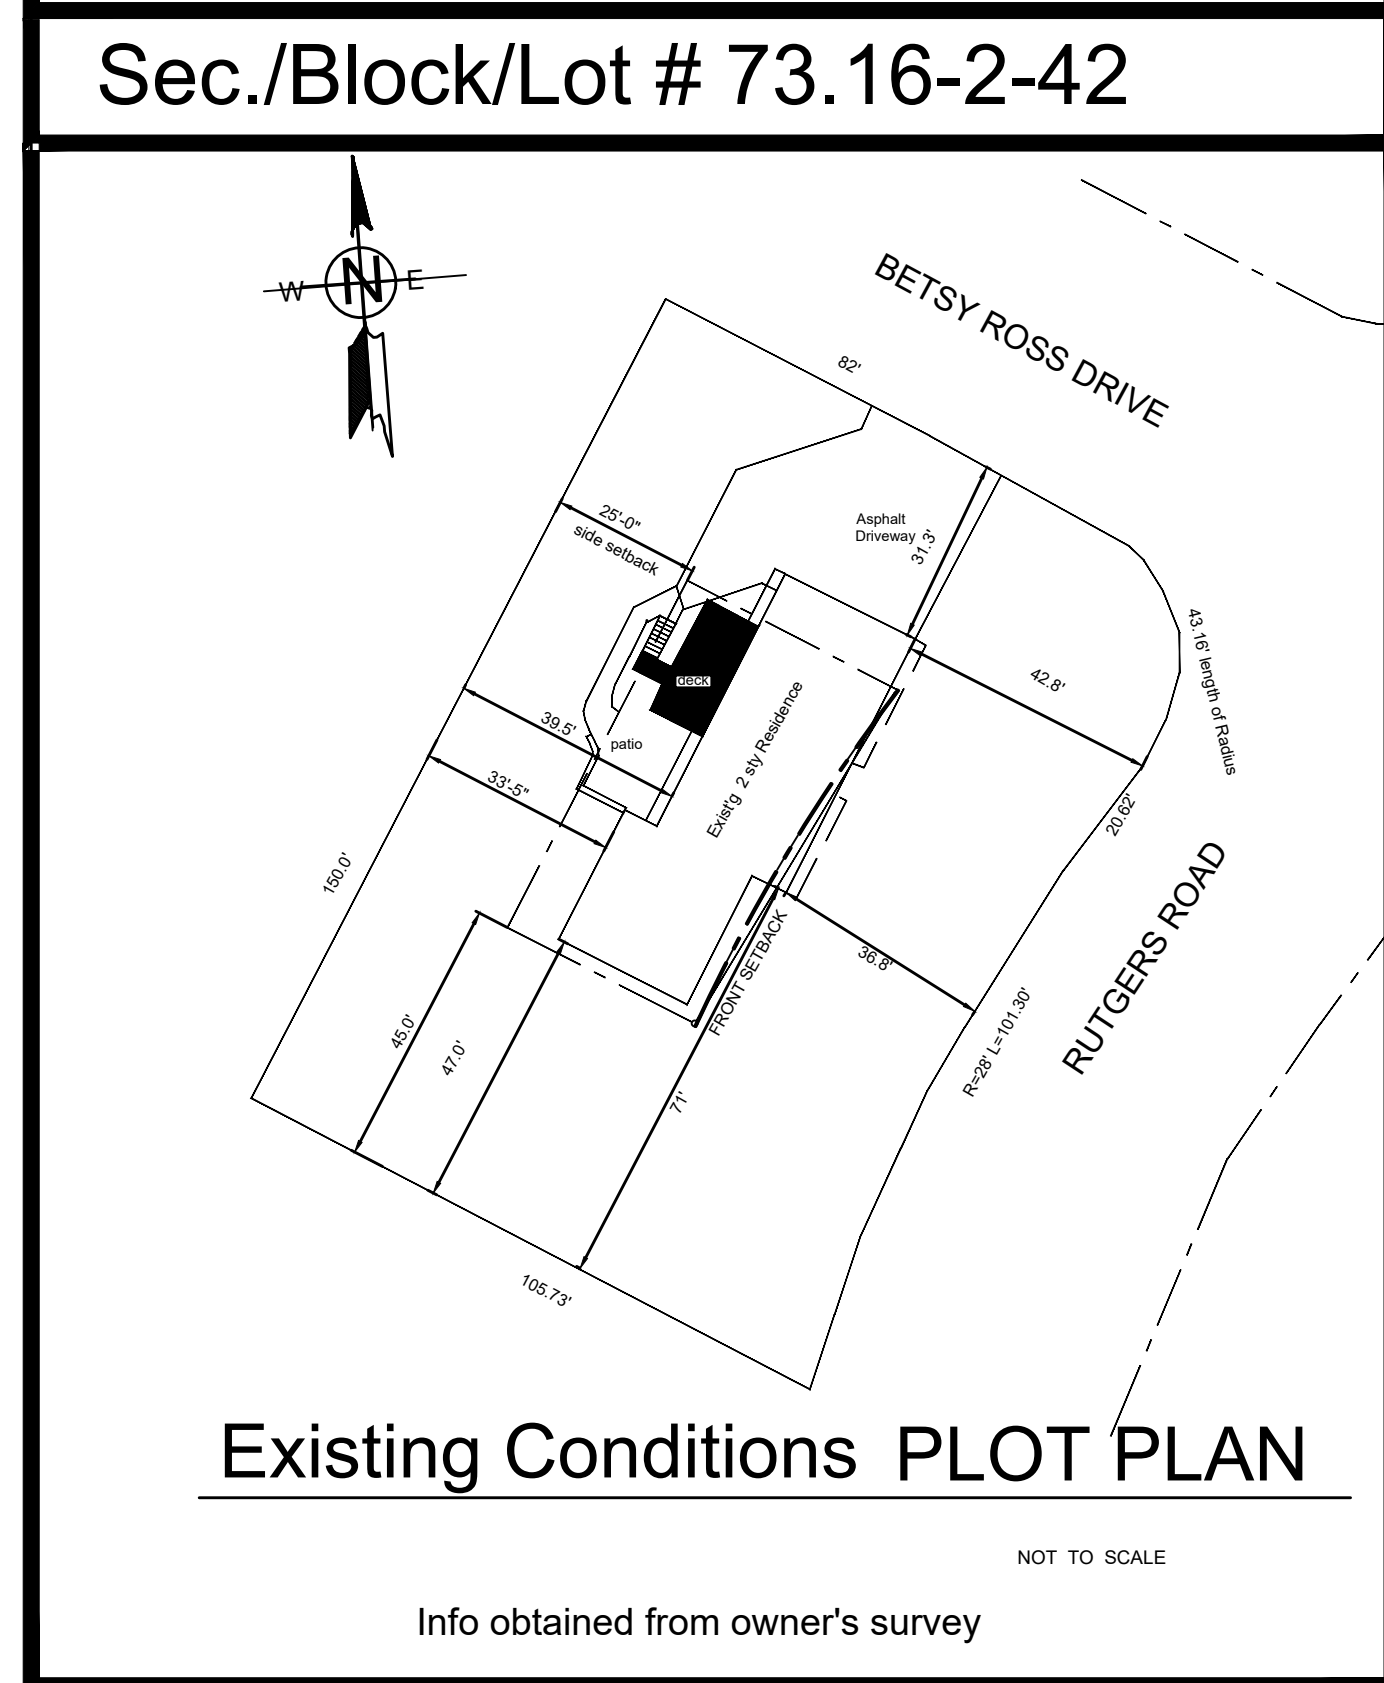 Sec./Block/Lot # 73.16-2-42
N
W
E
BETSY ROSS DRIVE
82'
25'-0"
side setback
Asphalt
Driveway
31.3'
43.16' length of Radius
42.8'
deck
39.5'
patio
Exist'g 2 sty Residence
33'-5"
20.62'
150.0'
RUTGERS ROAD
FRONT SETBACK
36.8'
45.0'
47.0'
R=28' L=101.30'
71'
105.73'
Existing Conditions PLOT PLAN
NOT TO SCALE
Info obtained from owner's survey